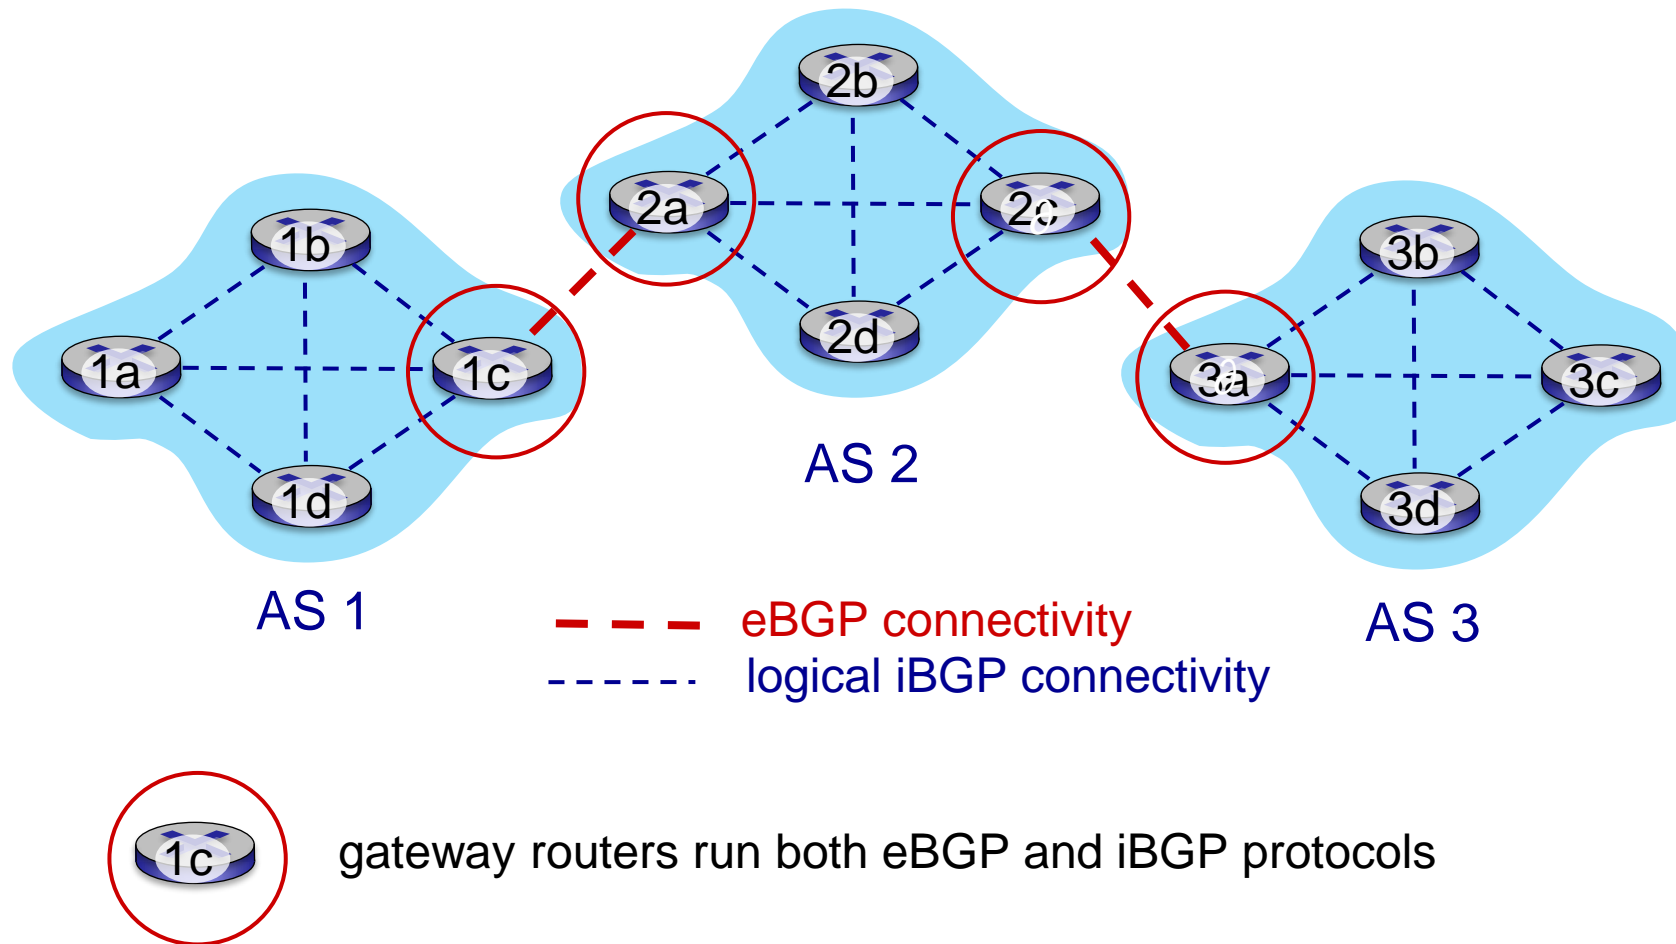 2b
2a
2c
1b
3b
2d
1a
1c
3a
3c
AS 2
1d
3d
AS 1
eBGP connectivity
AS 3
logical iBGP connectivity
1c
gateway routers run both eBGP and iBGP protocols